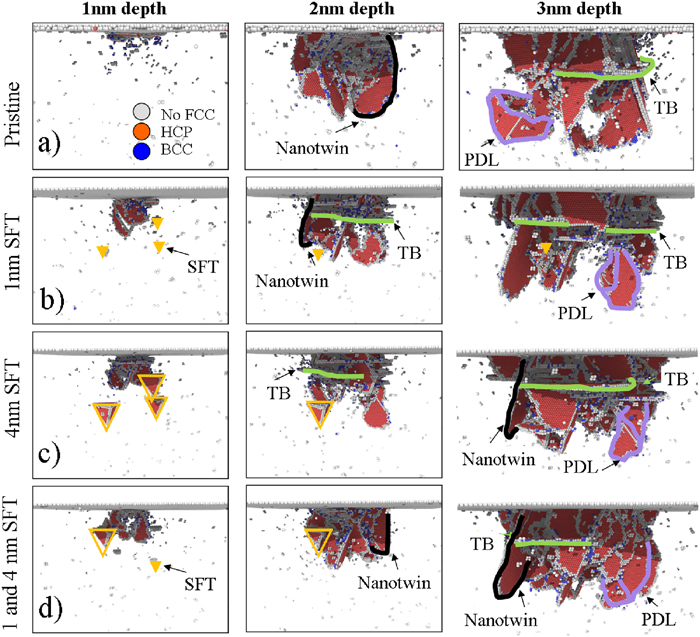 1nm depth
2nm depth
3nm depth
Pristine
a)
No FCC
HCP
BCC
Nanotwin
PDL
TB
1nm SFT
b)
SFT
Nanotwin
TB
PDL
TB
4nm SFT
c)
TB
Nanotwin
PDL
TB
1 and 4 nm SFT
d)
SFT
Nanotwin
TB
Nanotwin
PDL